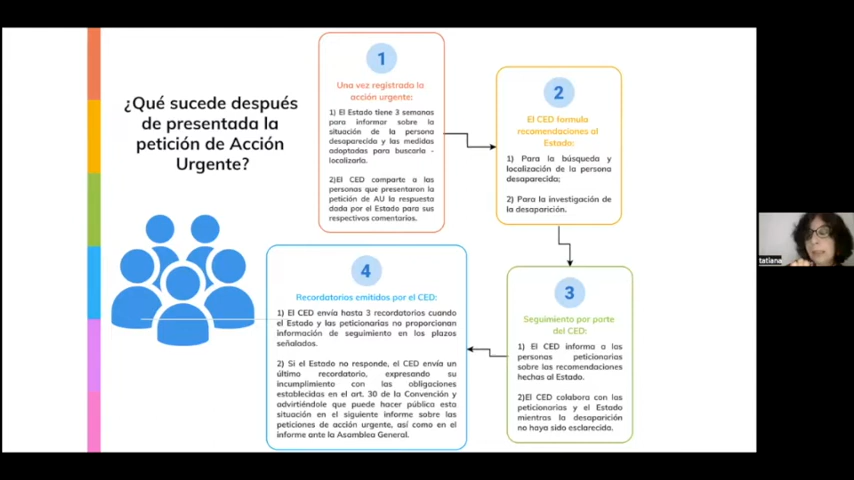 ¿Qué sucede después
de presentada la
petición de Acción
Urgente?
1
Una vez registrada la
acción urgente:
1) El Estado tiene 3 semanas
para informar sobre la
situación de la persona
desaparecida y las medidas
adoptadas para buscarla -
localizarla.
2)El CED comparte a las
personas que presentaron la
petición de AU la respuesta
dada por el Estado para sus
respectivos comentarios.
2
El CED formula
recomendaciones al
Estado:
1) Para la búsqueda y
localización de la persona
desaparecida;
2) Para la investigación de
la desaparición.
3
Seguimiento por parte
del CED:
1) El CED informa a las
personas peticionarias
sobre las recomendaciones
hechas al Estado.
2)El CED colabora con las
peticionarias y el Estado
mientras la desaparición
no haya sido esclarecida.
4
Recordatorios emitidos por el CED:
1) El CED envía hasta 3 recordatorios cuando
el Estado y las peticionarias no proporcionan
información de seguimiento en los plazos
señalados.
2) Si el Estado no responde, el CED envía un
último recordatorio, expresando su
incumplimiento con las obligaciones
establecidas en el art. 30 de la Convención y
advirtiéndole que puede hacer pública esta
situación en el siguiente informe sobre las
peticiones de acción urgente, así como en el
informe ante la Asamblea General.
tatiana